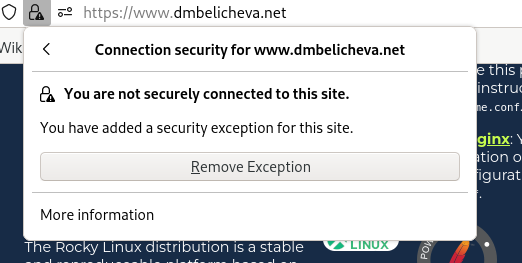 https://www.dmbelicheva.net
Wik
Connection security for www.dmbelicheva.net
You are not securely connected to this site.
You have added a security exception for this site.
Remove Exception
More information
e this p
instruc
me.conf.
ginx: Y
ation o
figurat
f.
LINUX
POW
The Rocky Linux distribution is a stable
and reproduceable platform based on